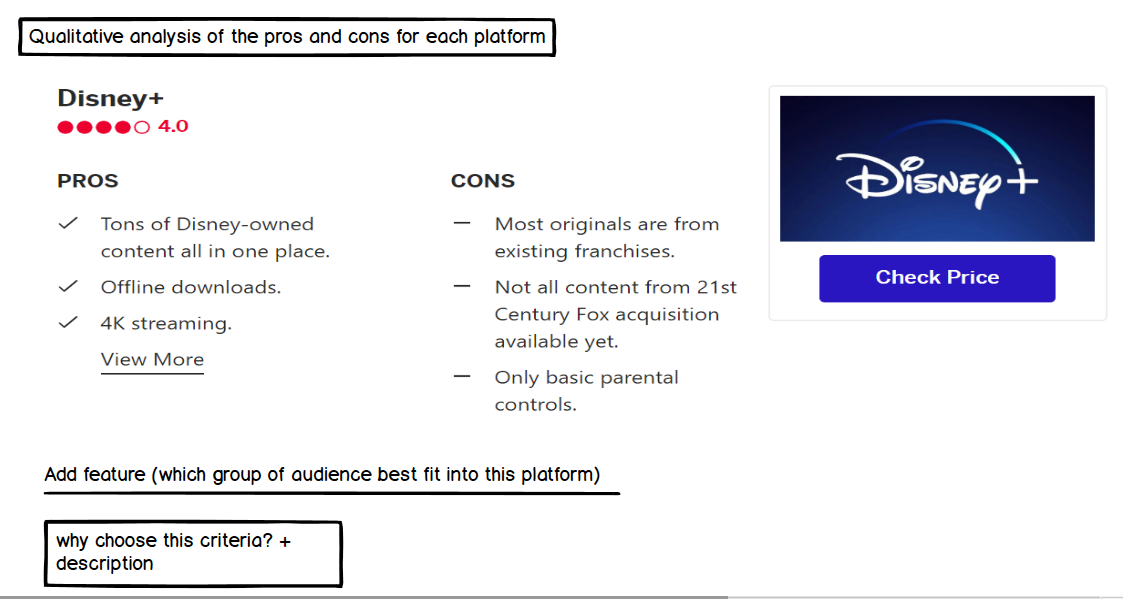 Qualitative analysis of the pros and cons for each platform
Disney+
4.0
PROS
Tons of Disney-owned
content all in one place.
Offline downloads.
4K streaming.
View More
CONS
Most originals are from
existing franchises.
Not all content from 21st
Century Fox acquisition
available yet.
Only basic parental
controls.
Disney+
Check Price
Add feature (which group of audience best fit into this platform)
why choose this criteria? +
description